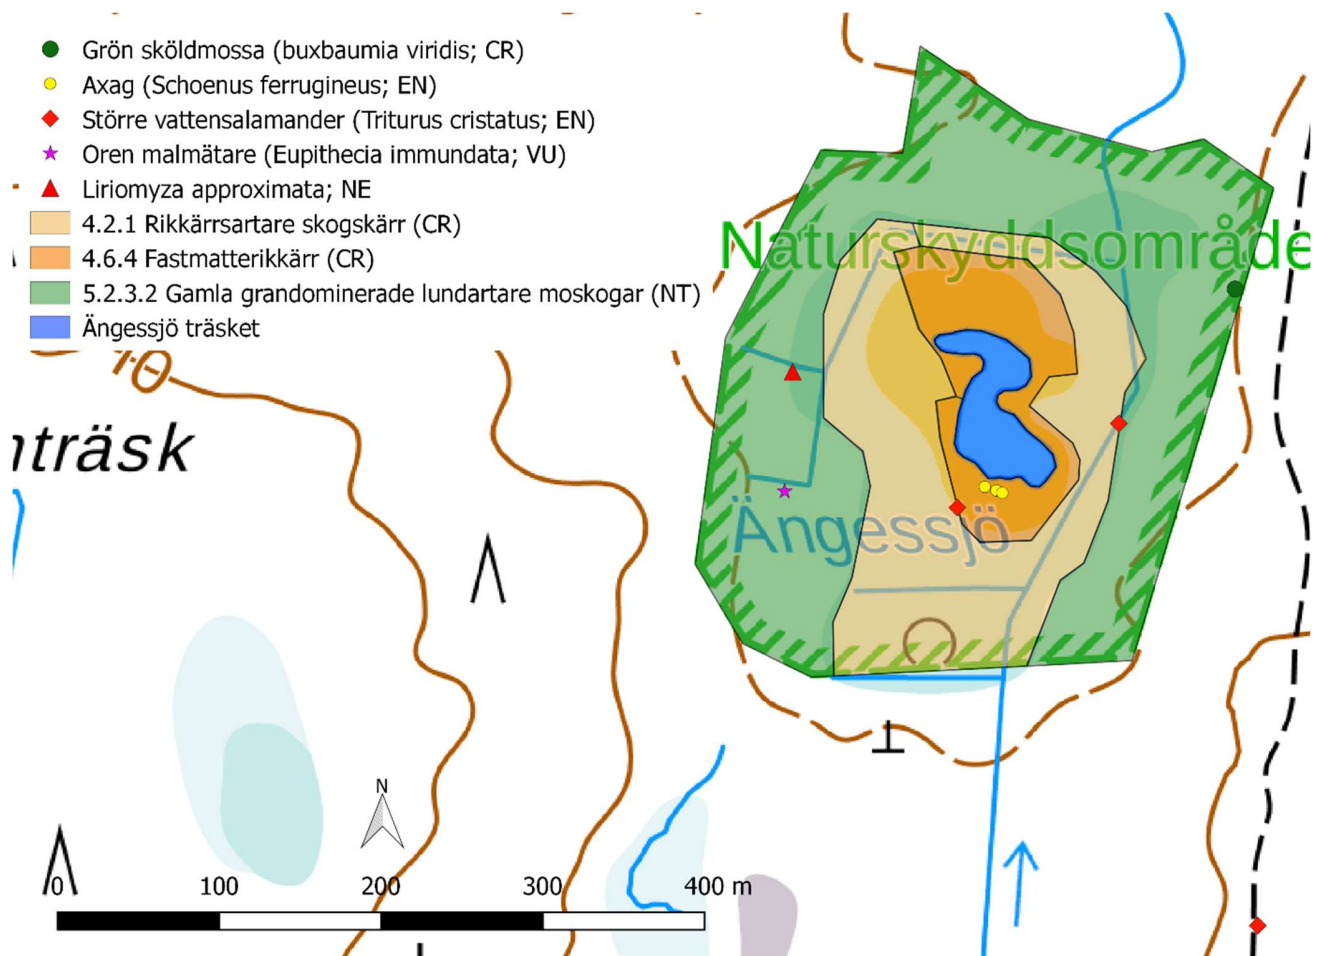 Grön sköldmossa (buxbaumia viridis; CR)
Axag (Schoenus ferrugineus; EN)
Större vattensalamander (Triturus cristatus; EN)
Oren malmätare (Eupithecia immundata; VU)
Liriomyza approximata; NE
4.2.1 Rikkärrsartare skogskärr (CR)
4.6.4 Fastmatterikkärr (CR)
5.2.3.2 Gamla grandominerade lundartare moskogar (NT)
Ängessjö träsket
Naturskyddsområde
10
nträsk
Ängessjö
N
0 100 200 300 400 m